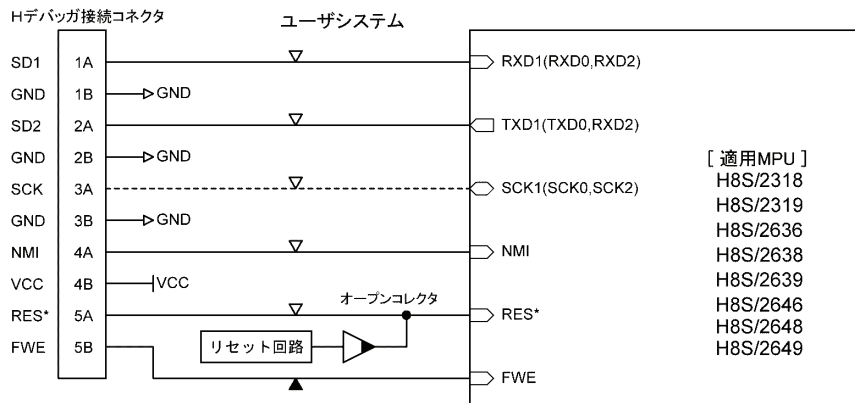 Hデバッガ接続コネクタ
ユーザシステム
SD1 1A RXD1(RXD0,RXD2)
GND 1B GND
SD2 2A TXD1(TXD0,RXD2)
GND 2B GND
SCK 3A SCK1(SCK0,SCK2)
GND 3B GND
NMI 4A NMI
VCC 4B VCC
オープンコレクタ
RES* 5A RES*
リセット回路
FWE 5B
FWE
[ 適用MPU ]
H8S/2318
H8S/2319
H8S/2636
H8S/2638
H8S/2639
H8S/2646
H8S/2648
H8S/2649